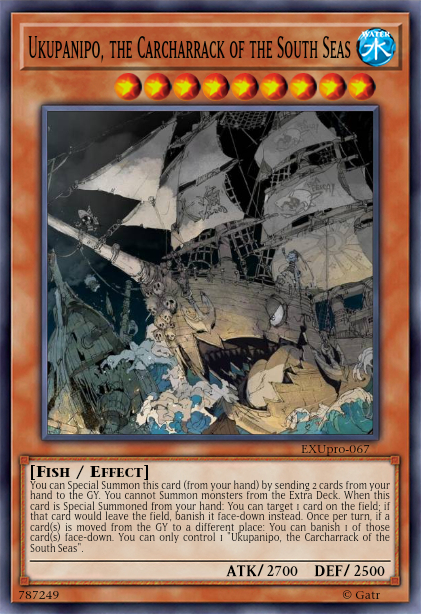 Ukupanipo, the Carcharrack of the South Seas
WATER
水
EXUpro-067
[Fish / Effect]
You can Special Summon this card (from your hand) by sending 2 cards from
your hand to the GY. You cannot Summon monsters from the Extra Deck. When
this card is Special Summoned from your hand: You can target 1 card on the field; if
that card would leave the field, banish it face-down instead. Once per turn, if a
card(s) is moved from the GY to a different place: You can banish 1 of those
card(s) face-down. You can only control 1 "Ukupanipo, the Carcharrack of the
South Seas".
ATK/ 2700 DEF/ 2500
787249
© Gatr